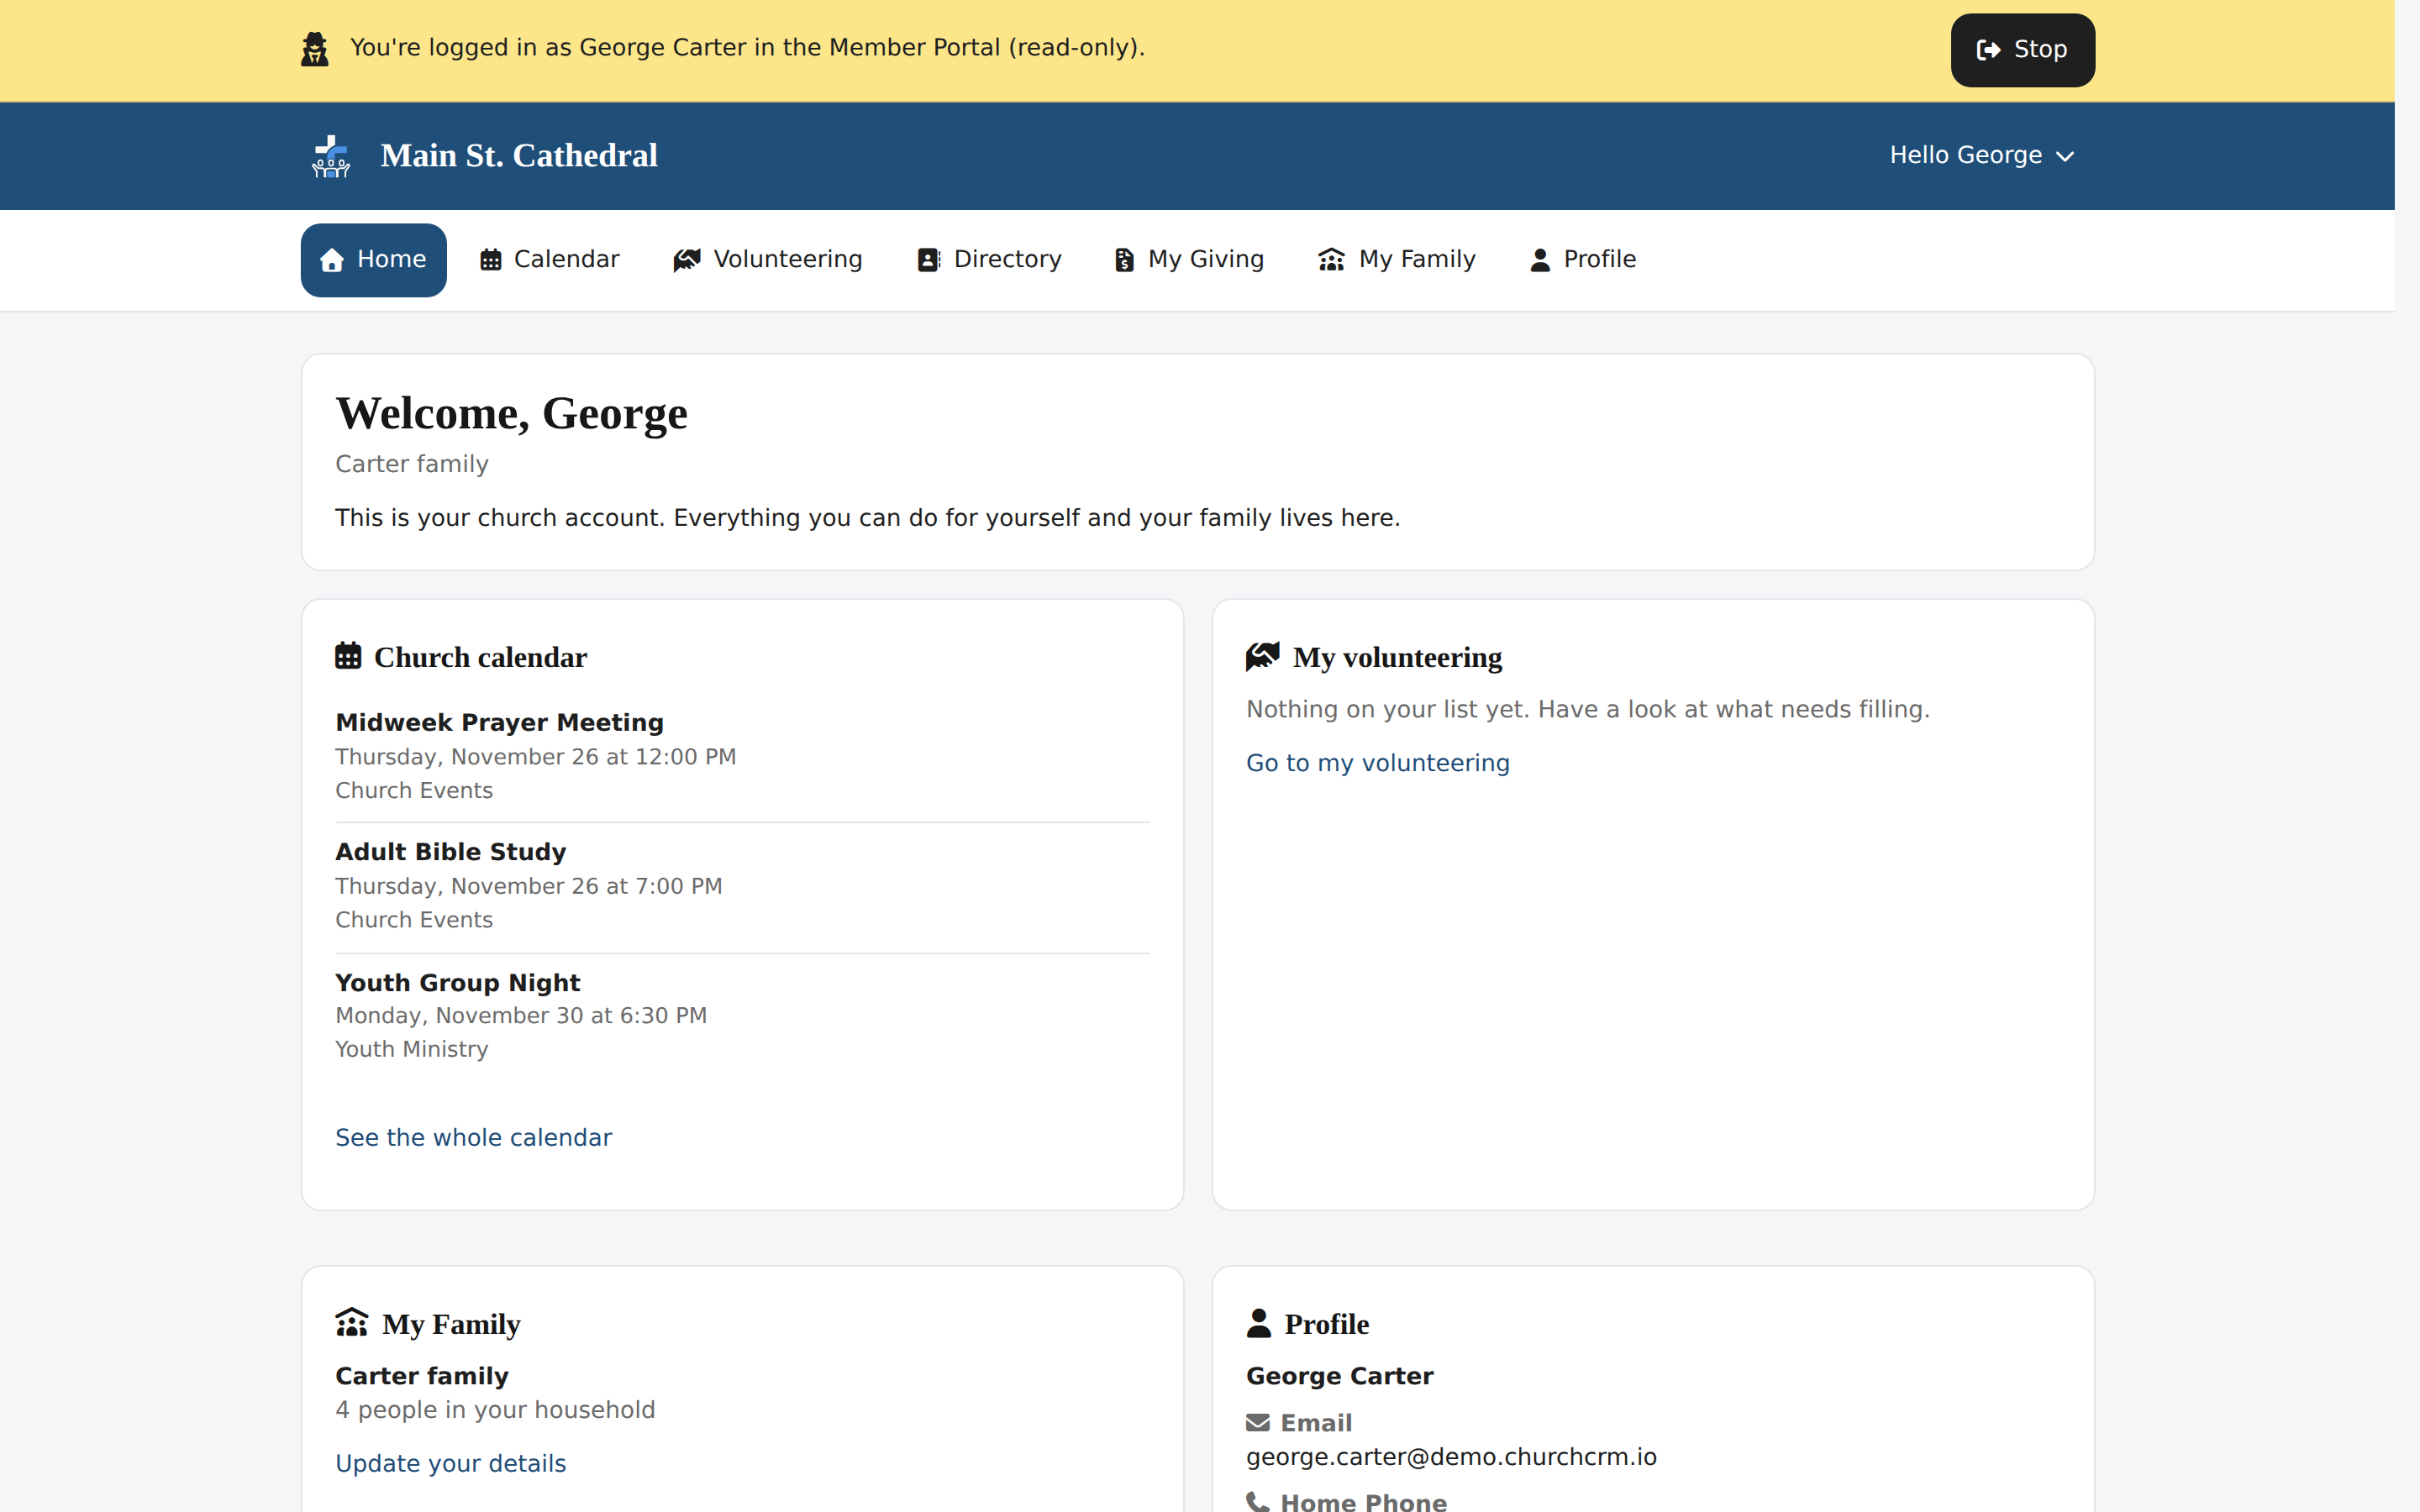 You're logged in as George Carter in the Member Portal (read-only).
Stop
Main St. Cathedral
Hello George
Home
Calendar
Volunteering
Directory
My Giving
My Family
Profile
Welcome, George
Carter family
This is your church account. Everything you can do for yourself and your family lives here.
Church calendar
Midweek Prayer Meeting
Thursday, November 26 at 12:00 PM
Church Events
Adult Bible Study
Thursday, November 26 at 7:00 PM
Church Events
Youth Group Night
Monday, November 30 at 6:30 PM
Youth Ministry
See the whole calendar
My volunteering
Nothing on your list yet. Have a look at what needs filling.
Go to my volunteering
My Family
Carter family
4 people in your household
Update your details
Profile
George Carter
Email
george.carter@demo.churchcrm.io
Home Phone